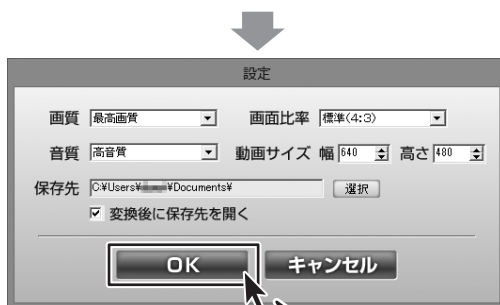 設定
画質 最高画質 画面比率 標準(4:3)
音質 高音質 動画サイズ 幅 640 高さ 480
保存先 C:¥Users¥ ¥Documents¥ 選択
変換後に保存先を開く
OK キャンセル